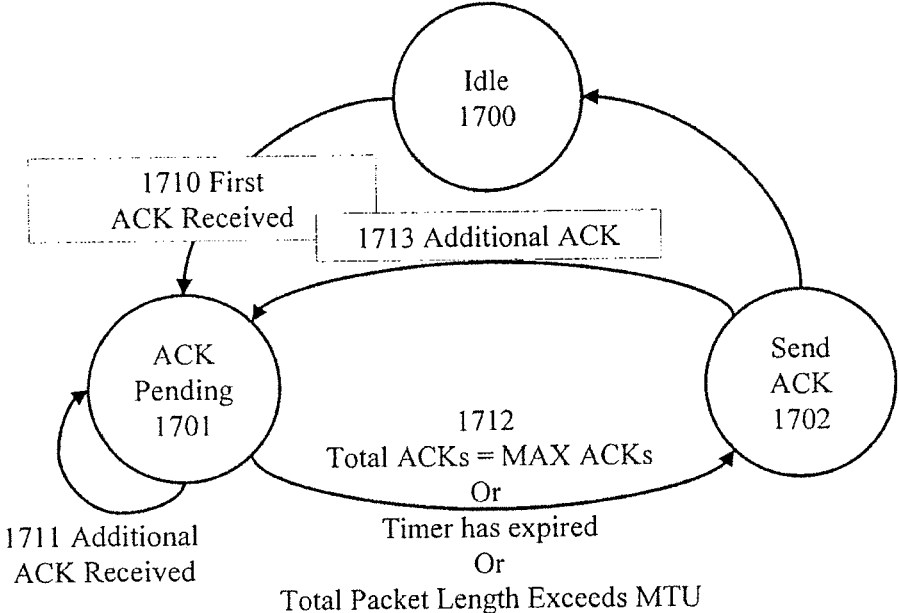 Idle
1700
1710 First
ACK Received
1713 Additional ACK
ACK
Pending
1701
Send
ACK
1702
1712
Total ACKs = MAX ACKs
Or
Timer has expired
Or
Total Packet Length Exceeds MTU
1711 Additional
ACK Received